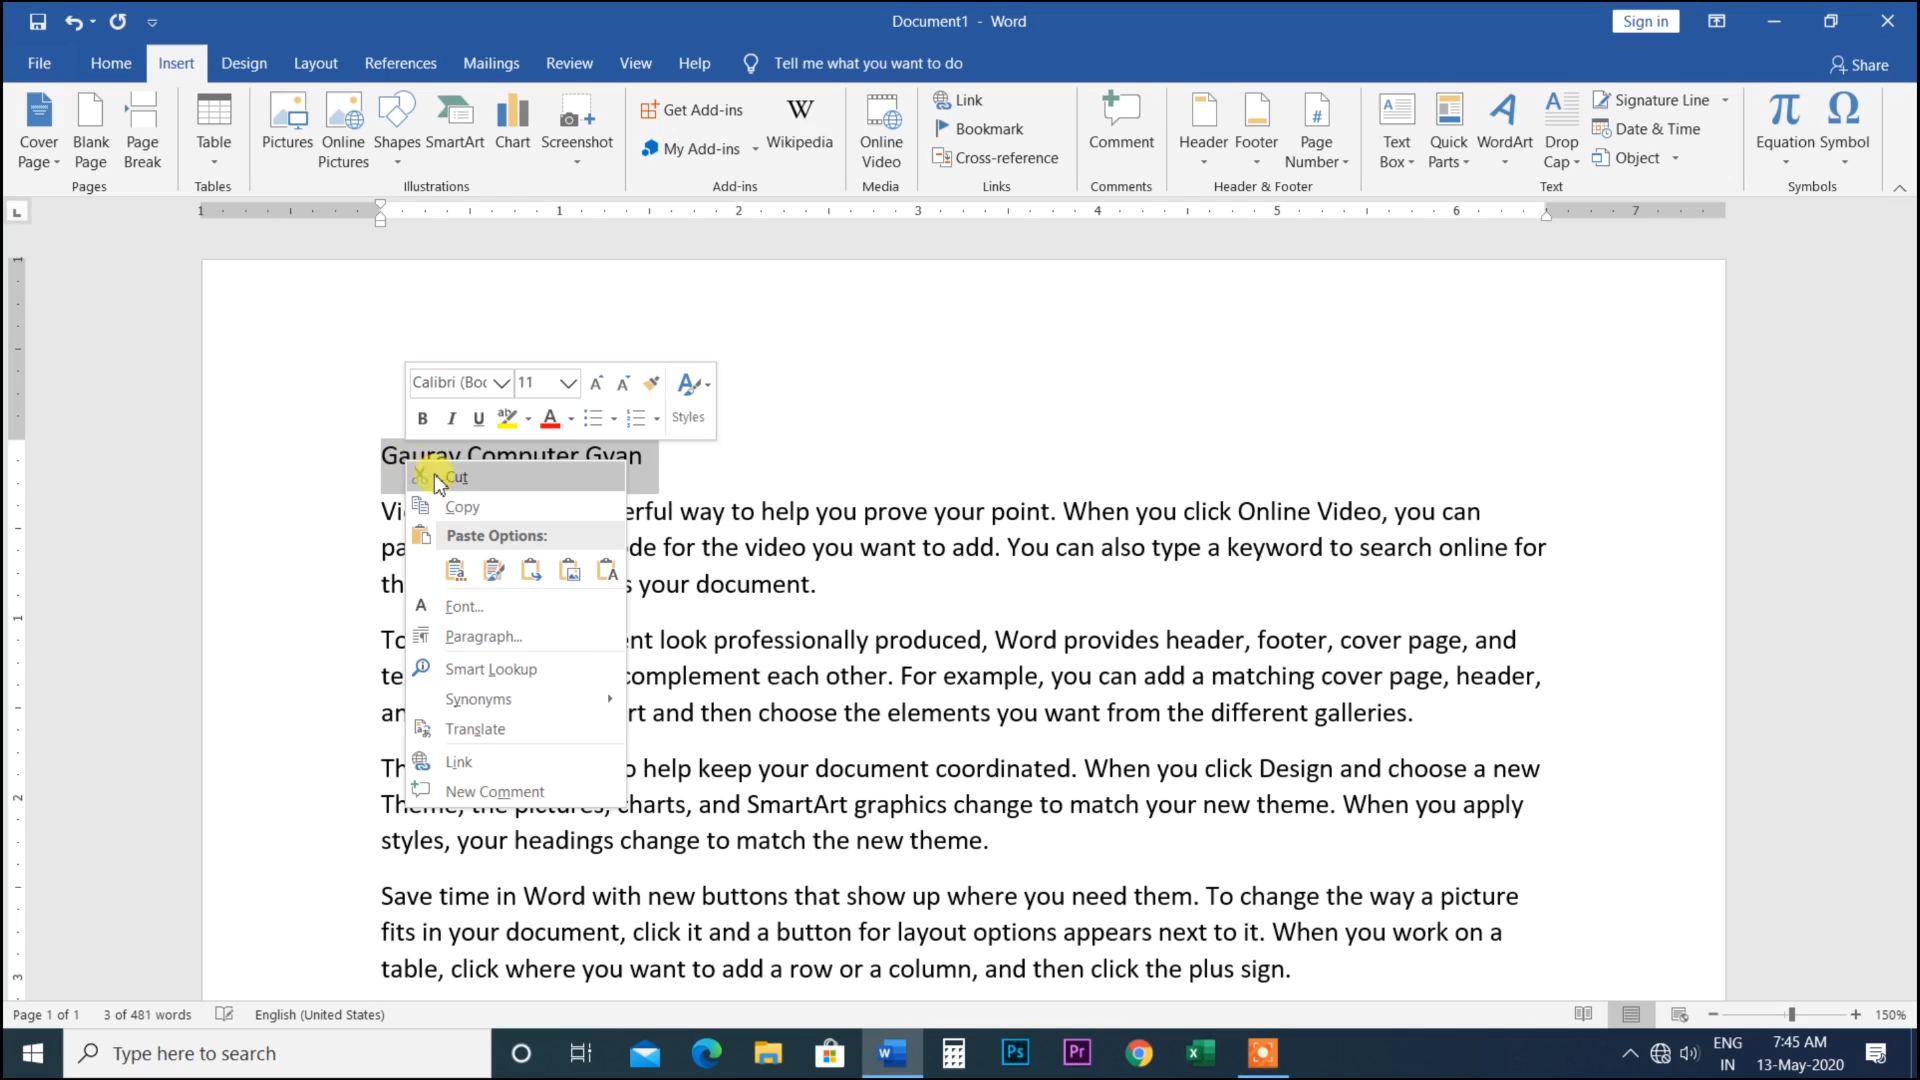 Document1 - Word
Sign in
File Home Insert Design Layout References Mailings Review View Help Tell me what you want to do
Share
Cover Page
Blank Page
Page Break
Pages
Table
Tables
Pictures
Online Pictures
Shapes
SmartArt
Chart
Screenshot
Illustrations
Get Add-ins
My Add-ins
W
Wikipedia
Add-ins
Online Video
Media
Link
Bookmark
Cross-reference
Links
Comment
Comments
Header
Footer
Page Number
Header & Footer
Text Box
Quick Parts
WordArt
Drop Cap
Signature Line
Date & Time
Object
Text
Equation
Symbol
Symbols
1 1 2 3 4 5 6 7
Calibri (Boc 11
B I U
Styles
Gaurav Computer Gyan
Cut
Copy
Paste Options:
Font...
Paragraph...
Smart Lookup
Synonyms
Translate
Link
New Comment
Vi erful way to help you prove your point. When you click Online Video, you can
pa de for the video you want to add. You can also type a keyword to search online for
th s your document.
To nt look professionally produced, Word provides header, footer, cover page, and
te complement each other. For example, you can add a matching cover page, header,
an rt and then choose the elements you want from the different galleries.
Th o help keep your document coordinated. When you click Design and choose a new
Theme, the pictures, charts, and SmartArt graphics change to match your new theme. When you apply
styles, your headings change to match the new theme.
Save time in Word with new buttons that show up where you need them. To change the way a picture
fits in your document, click it and a button for layout options appears next to it. When you work on a
table, click where you want to add a row or a column, and then click the plus sign.
Page 1 of 1 3 of 481 words English (United States)
150%
Type here to search
Ps
Pr
ENG
IN
7:45 AM
13-May-2020